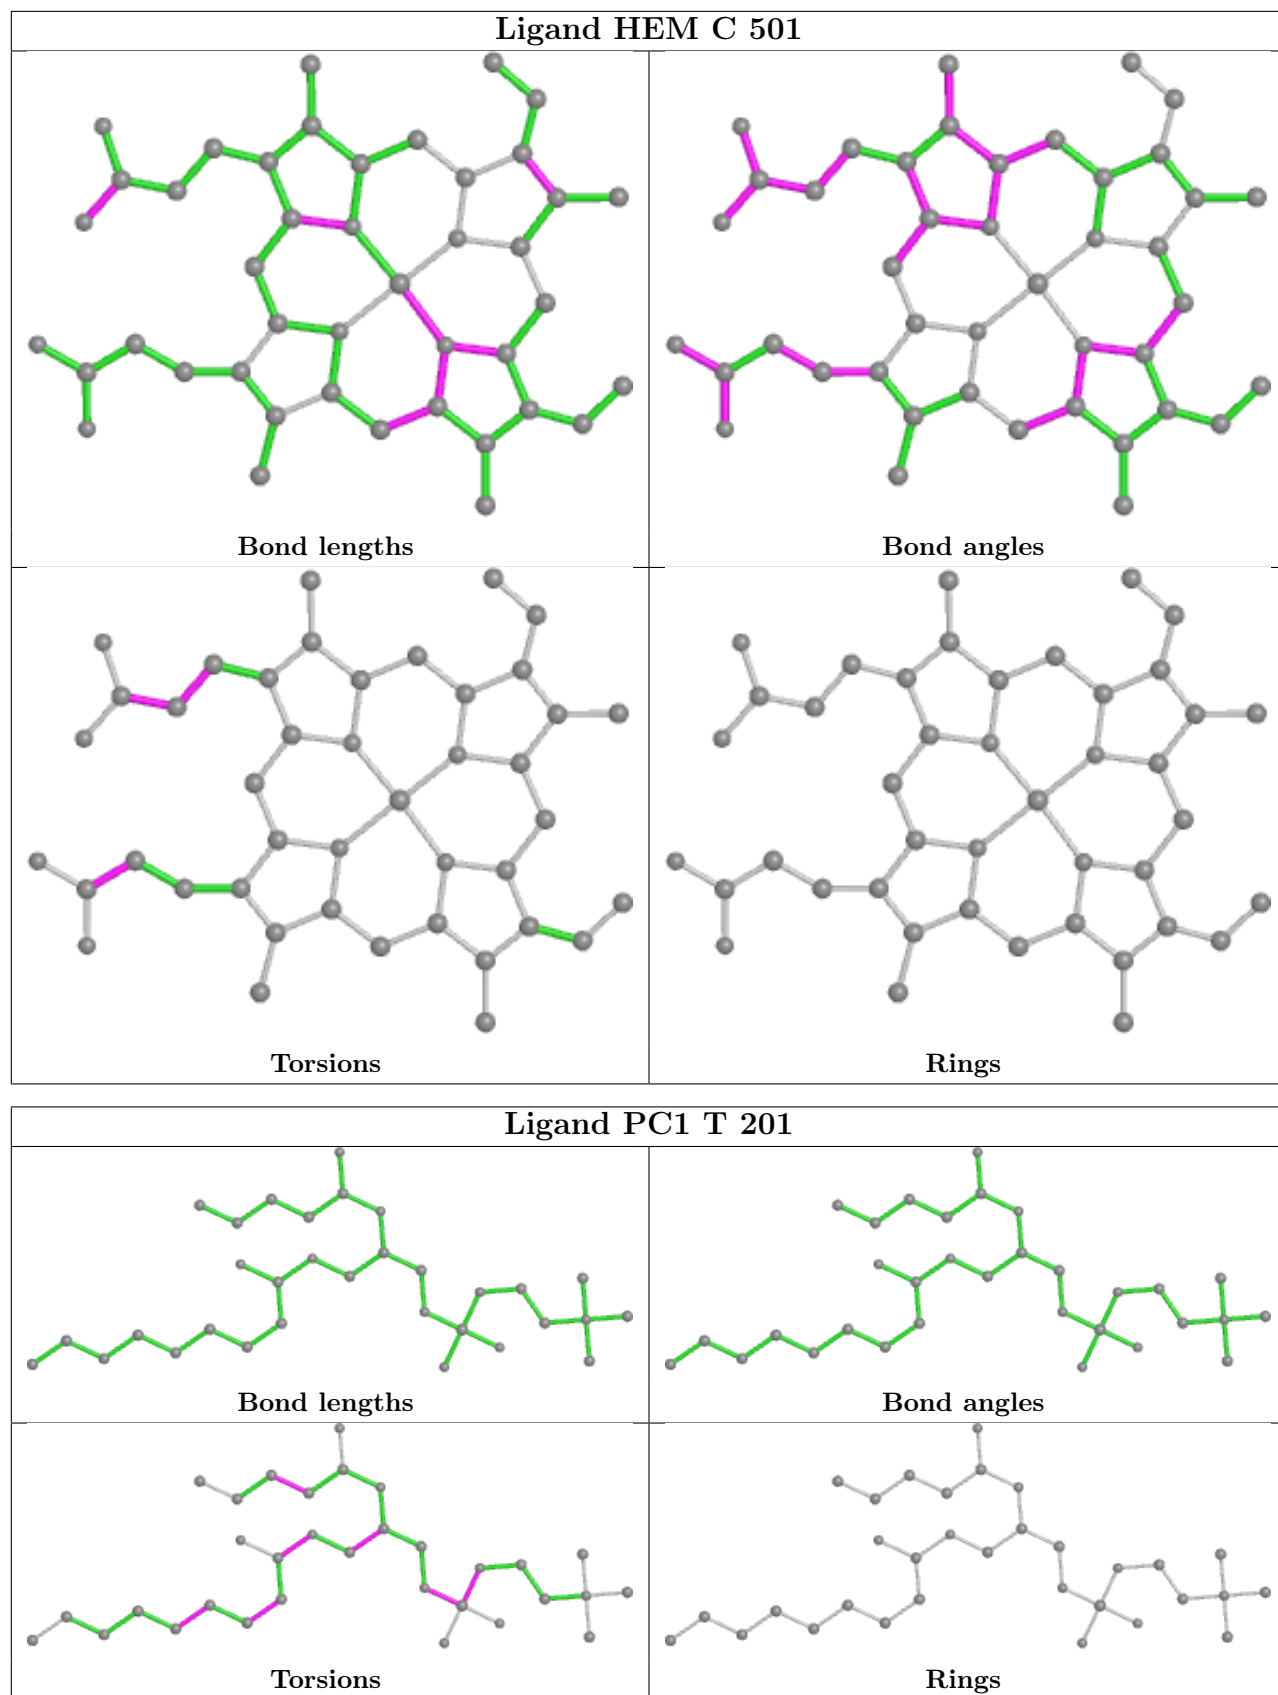 Ligand HEM C 501
Bond lengths
Bond angles
Torsions
Rings
Ligand PC1 T 201
Bond lengths
Bond angles
Torsions
Rings